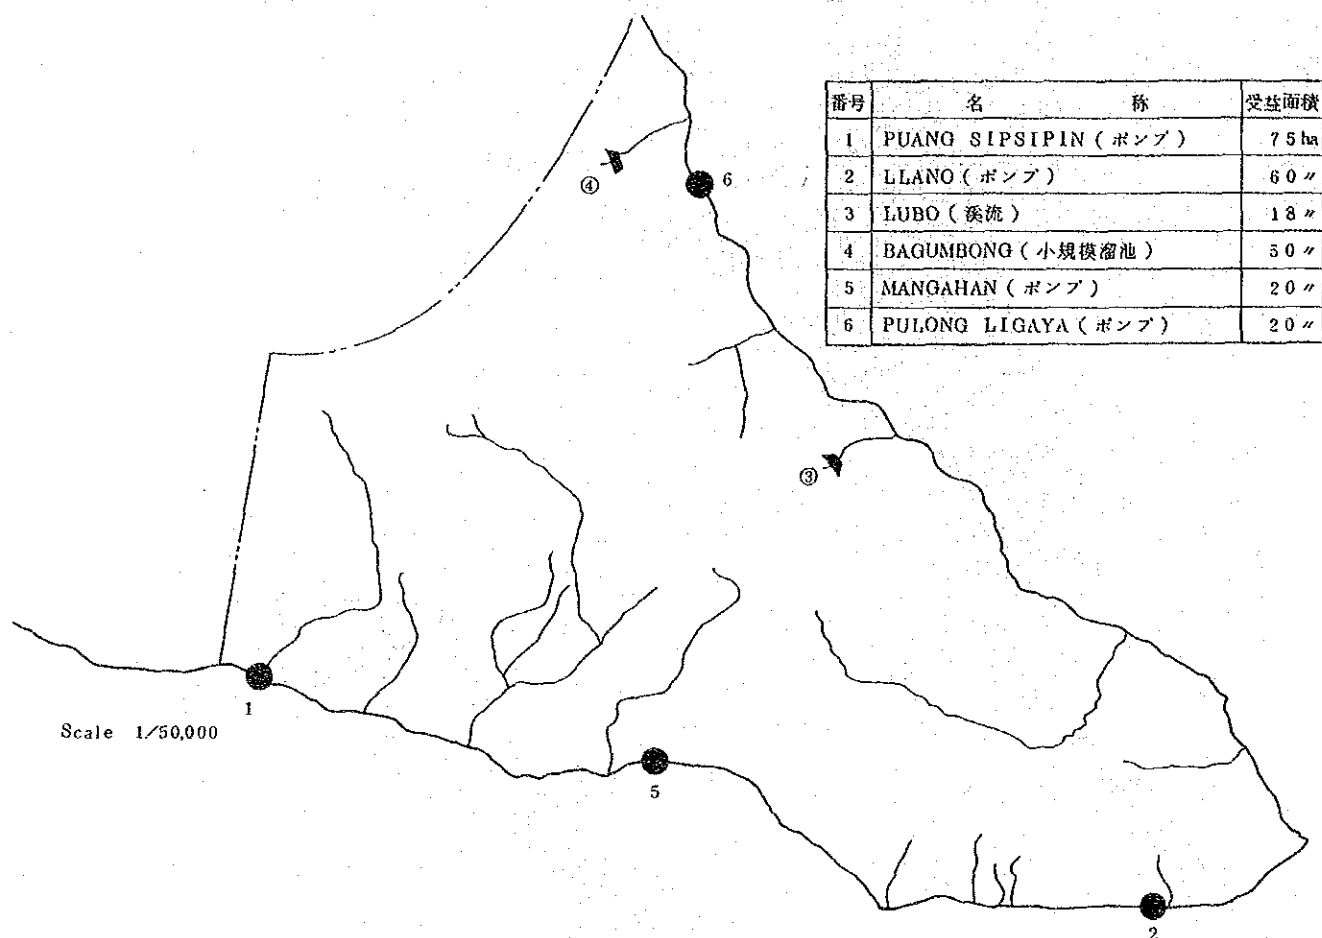 番号 名称 受益面積
1 PUANG SIPSIPIN (ポンプ) 75ha
2 LLANO (ポンプ) 60〃
3 LUBO (渓流) 18〃
4 BAGUMBONG (小規模溜池) 50〃
5 MANGAHAN (ポンプ) 20〃
6 PULONG LIGAYA (ポンプ) 20〃
④
6
③
1
Scale 1/50,000
5
2